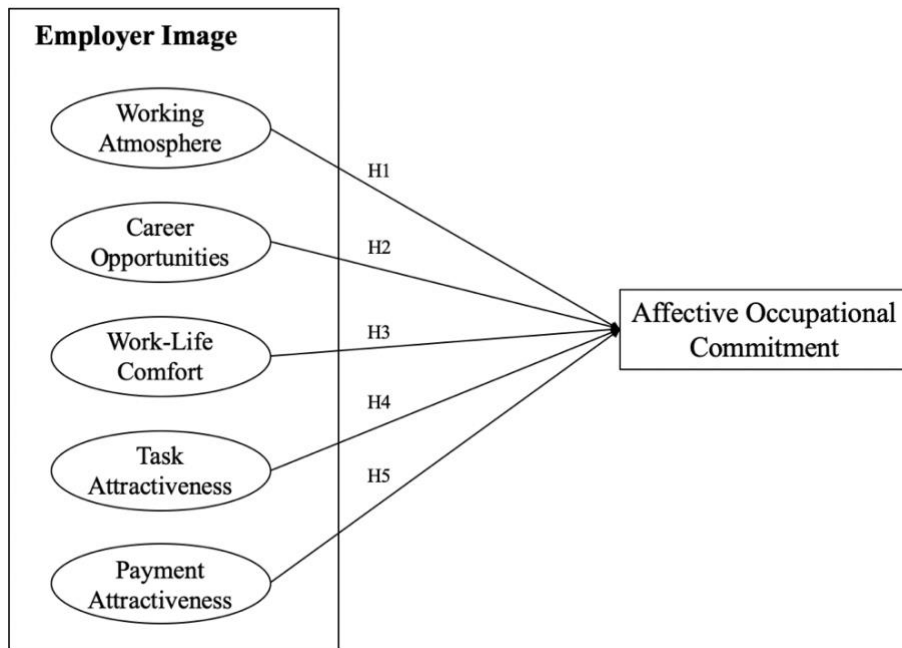 Employer Image
Working
Atmosphere
H1
Career
Opportunities
H2
Work-Life
Comfort
H3
Task
Attractiveness
H4
Payment
Attractiveness
H5
Affective Occupational
Commitment